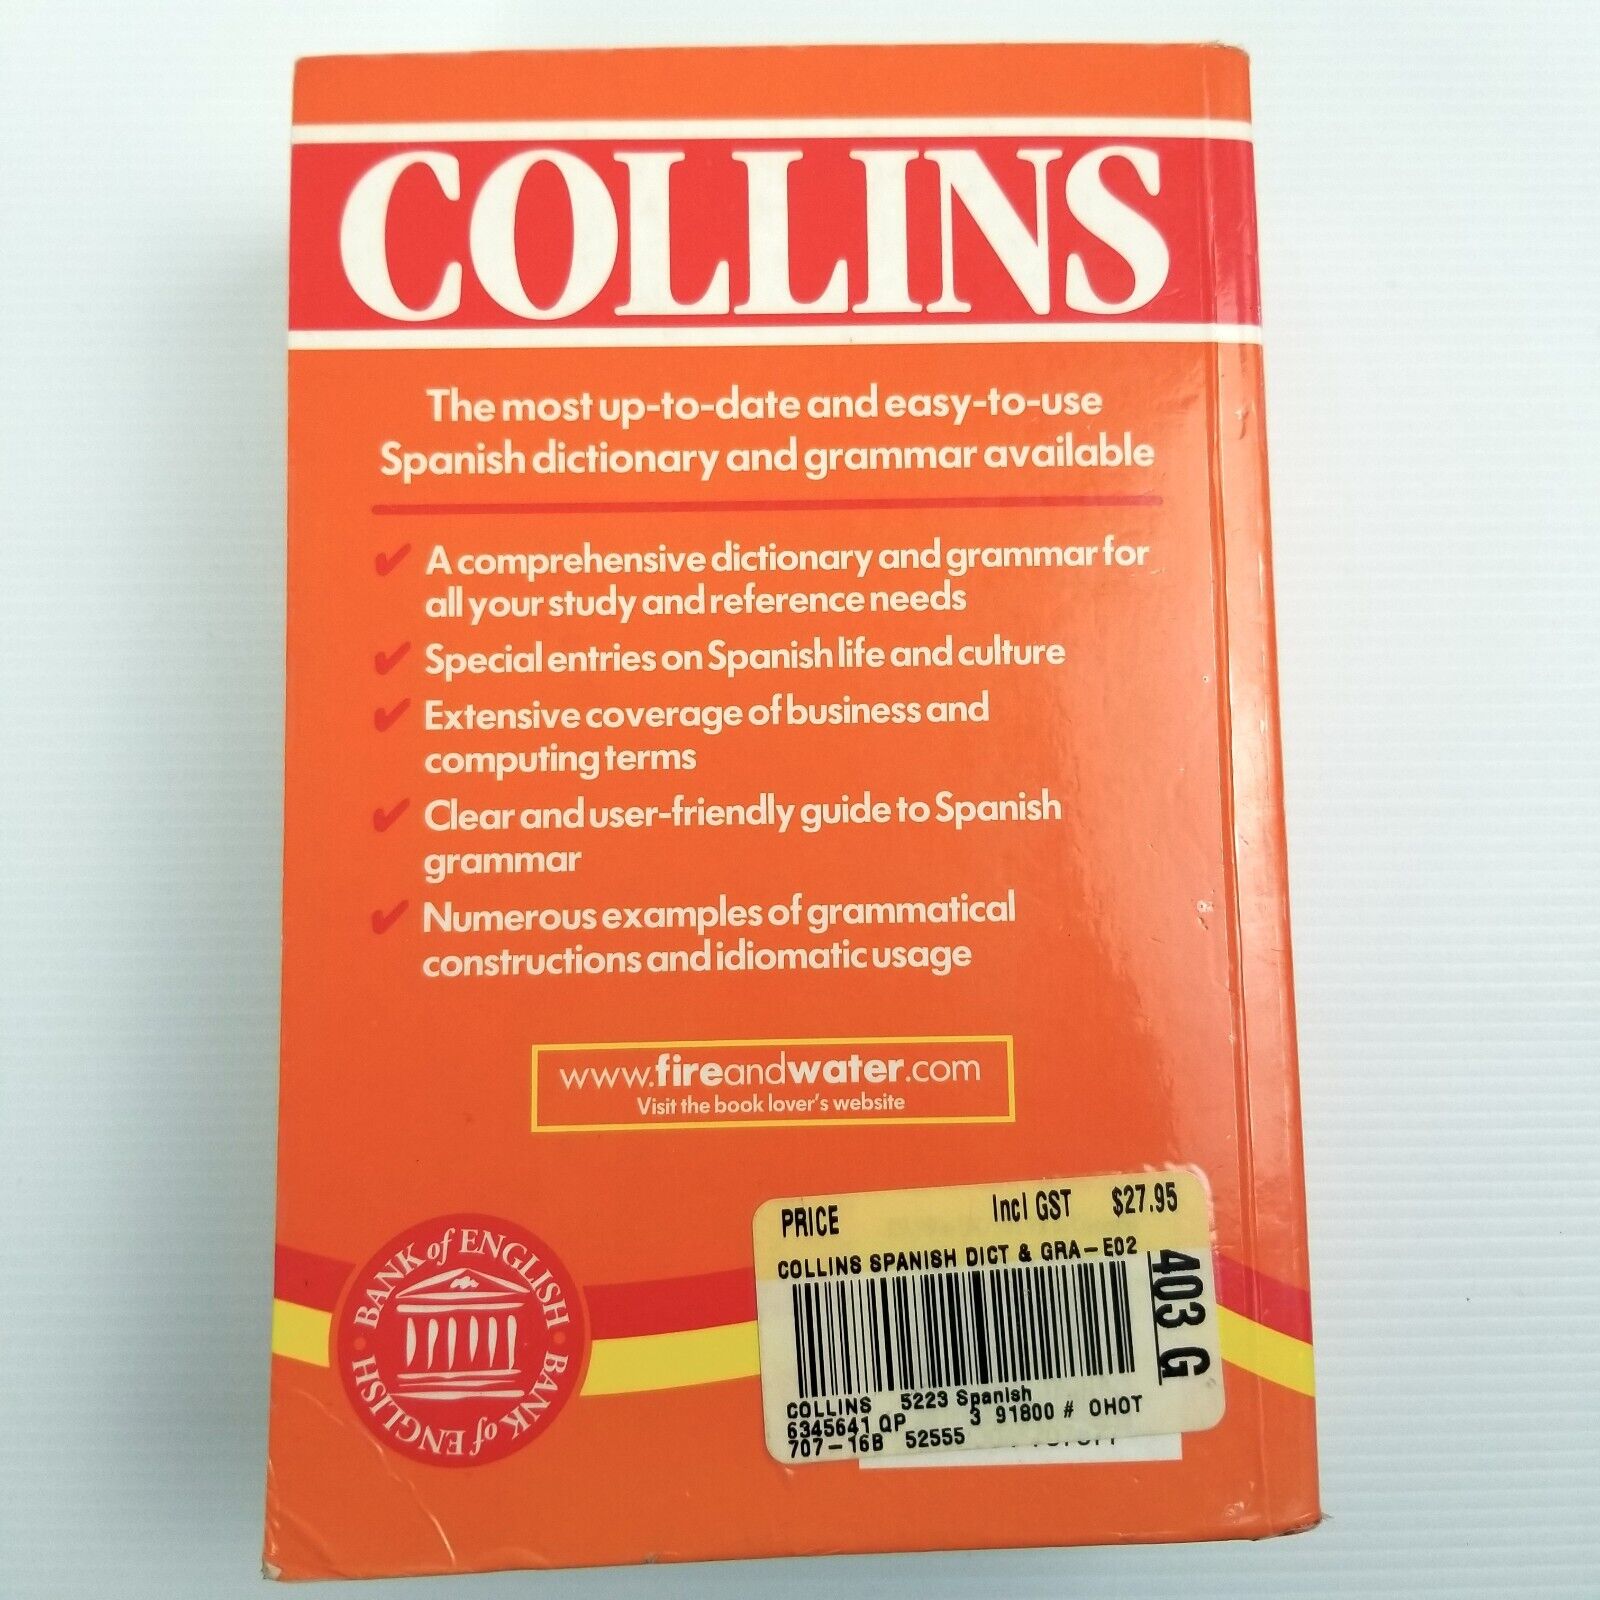 COLLINS
The most up-to-date and easy-to-use
Spanish dictionary and grammar available
A comprehensive dictionary and grammar for
all your study and reference needs
Special entries on Spanish life and culture
Extensive coverage of business and
computing terms
Clear and user-friendly guide to Spanish
grammar
Numerous examples of grammatical
constructions and idiomatic usage
www.fireandwater.com
Visit the book lover's website
BANK of ENGLISH • BANK of ENGLISH •
PRICE Incl GST $27.95
COLLINS SPANISH DICT & GRA-E02
403 G
COLLINS 5223 Spanish
6345641 QP 3 91800 # OHOT
707-16B 52555